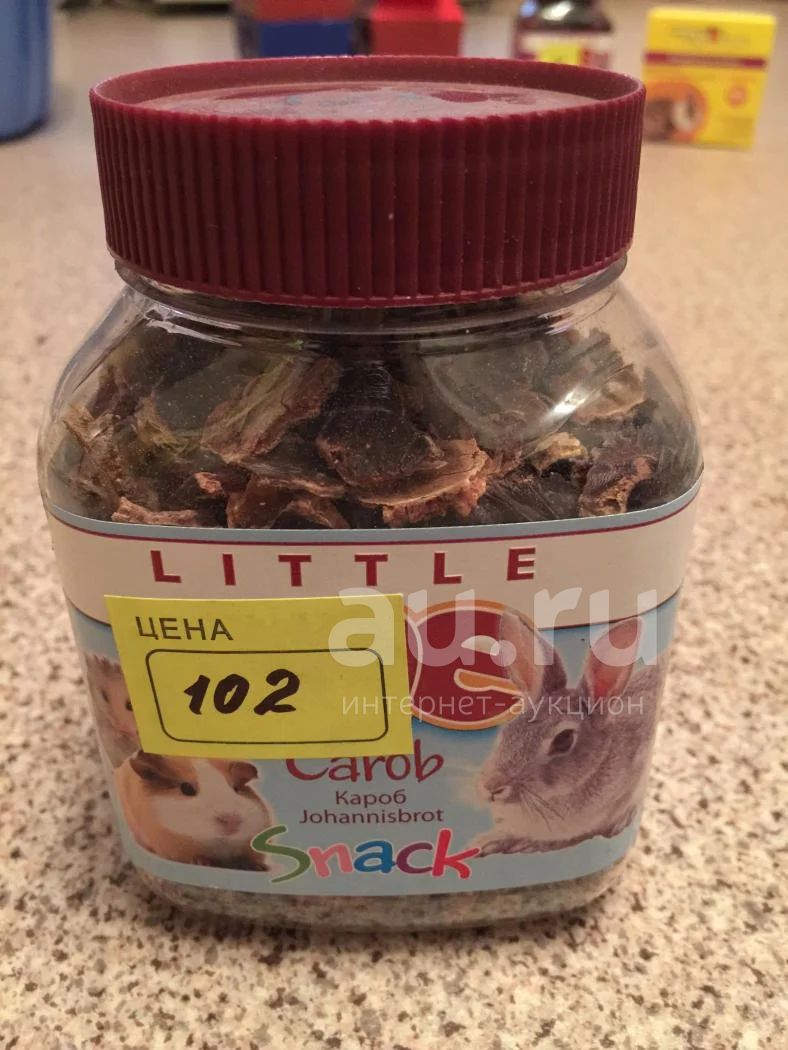 LITTLE
ЦЕНА
102
au.ru
интернет-аукцион
Carob
Кароб
Johannisbrot
Snack